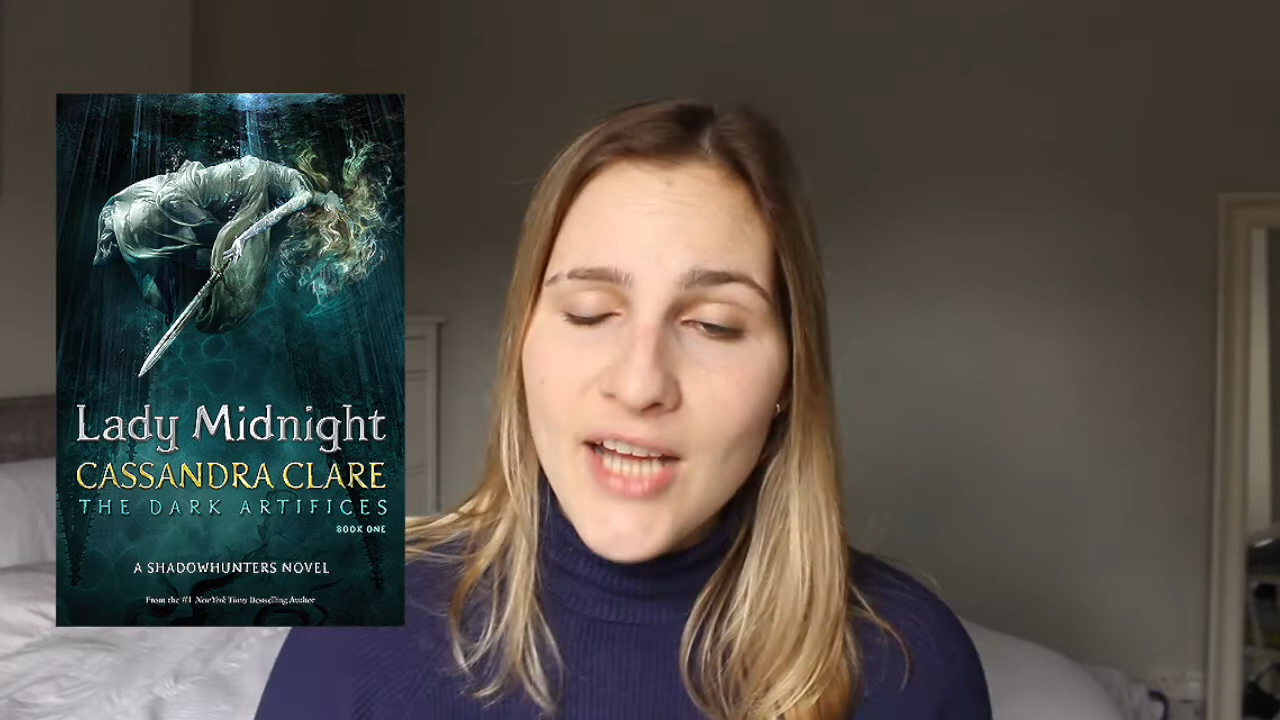 Lady Midnight
CASSANDRA CLARE
THE DARK ARTIFICES
BOOK ONE
A SHADOWHUNTERS NOVEL
From the #1 New York Times Bestselling Author